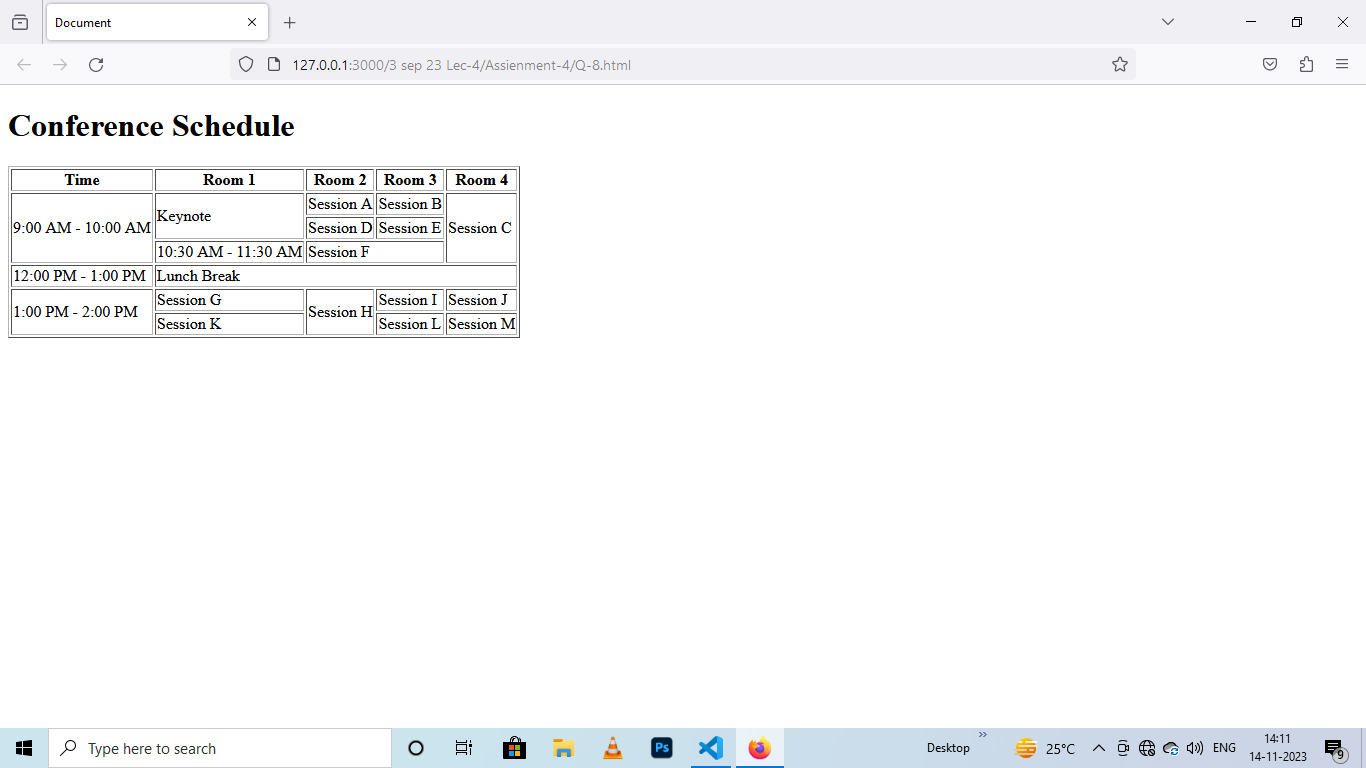 Document
127.0.0.1:3000/3 sep 23 Lec-4/Assienment-4/Q-8.html
Conference Schedule
Time Room 1 Room 2 Room 3 Room 4
9:00 AM - 10:00 AM Keynote Session A Session B Session C
Session D Session E
10:30 AM - 11:30 AM Session F
12:00 PM - 1:00 PM Lunch Break
1:00 PM - 2:00 PM Session G Session H Session I Session J
Session K Session L Session M
Type here to search
Ps
Desktop
25°C
ENG
14:11
14-11-2023
9